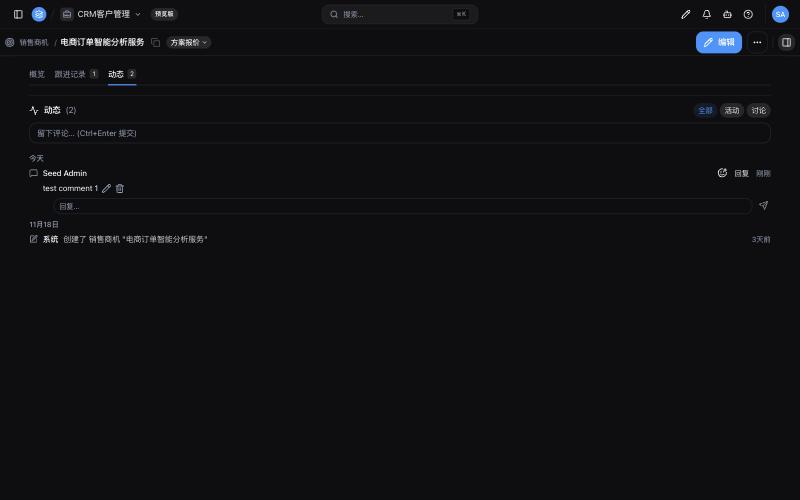 CRM客户管理 预览版 搜索... ⌘K SA
销售商机 / 电商订单智能分析服务 方案报价 编辑
概览 跟进记录 1 动态 2
动态 (2) 全部 活动 讨论
留下评论... (Ctrl+Enter 提交)
今天
Seed Admin 回复 刚刚
test comment 1
回复...
11月18日
系统 创建了 销售商机 "电商订单智能分析服务" 3天前